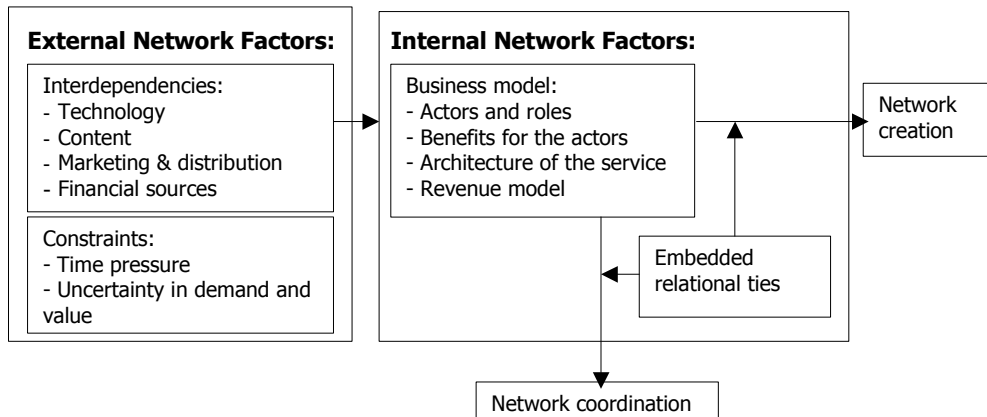 External Network Factors:
Interdependencies:
- Technology
- Content
- Marketing & distribution
- Financial sources
Constraints:
- Time pressure
- Uncertainty in demand and
value
Internal Network Factors:
Business model:
- Actors and roles
- Benefits for the actors
- Architecture of the service
- Revenue model
Embedded
relational ties
Network
creation
Network coordination